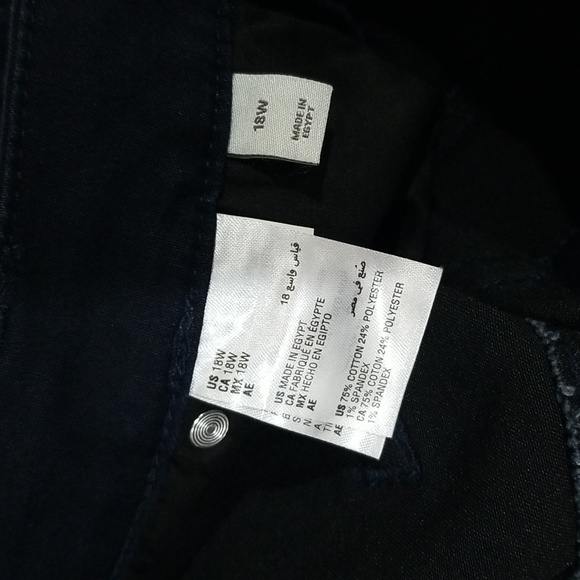 18W
MADE IN
EGYPT
US 18W
CA 18W
MX 18W
AE
قياس واسع 18
US MADE IN EGYPT
CA FABRIQUÉ EN ÉGYPTE
MX HECHO EN EGIPTO
AE
صنع في مصر
US 75% COTTON 24% POLYESTER
1% SPANDEX
CA 75% COTON 24% POLYESTER
1% SPANDEX